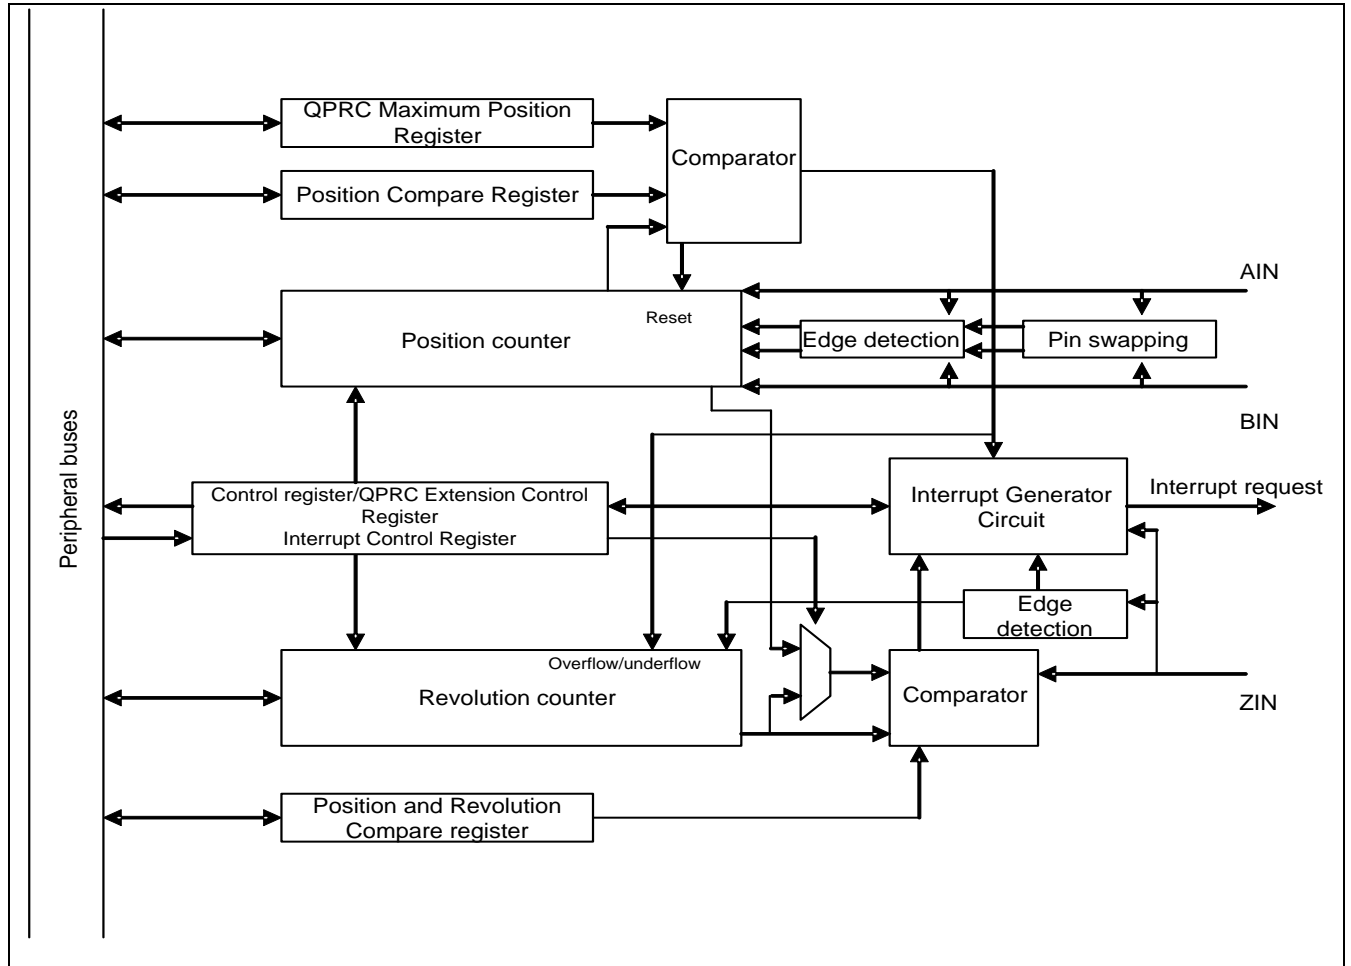 QPRC Maximum Position
Register
Comparator
Position Compare Register
AIN
Reset
Position counter
Edge detection
Pin swapping
BIN
Peripheral buses
Control register/QPRC Extension Control
Register
Interrupt Control Register
Interrupt Generator
Circuit
Interrupt request
Edge
detection
Overflow/underflow
Revolution counter
Comparator
ZIN
Position and Revolution
Compare register